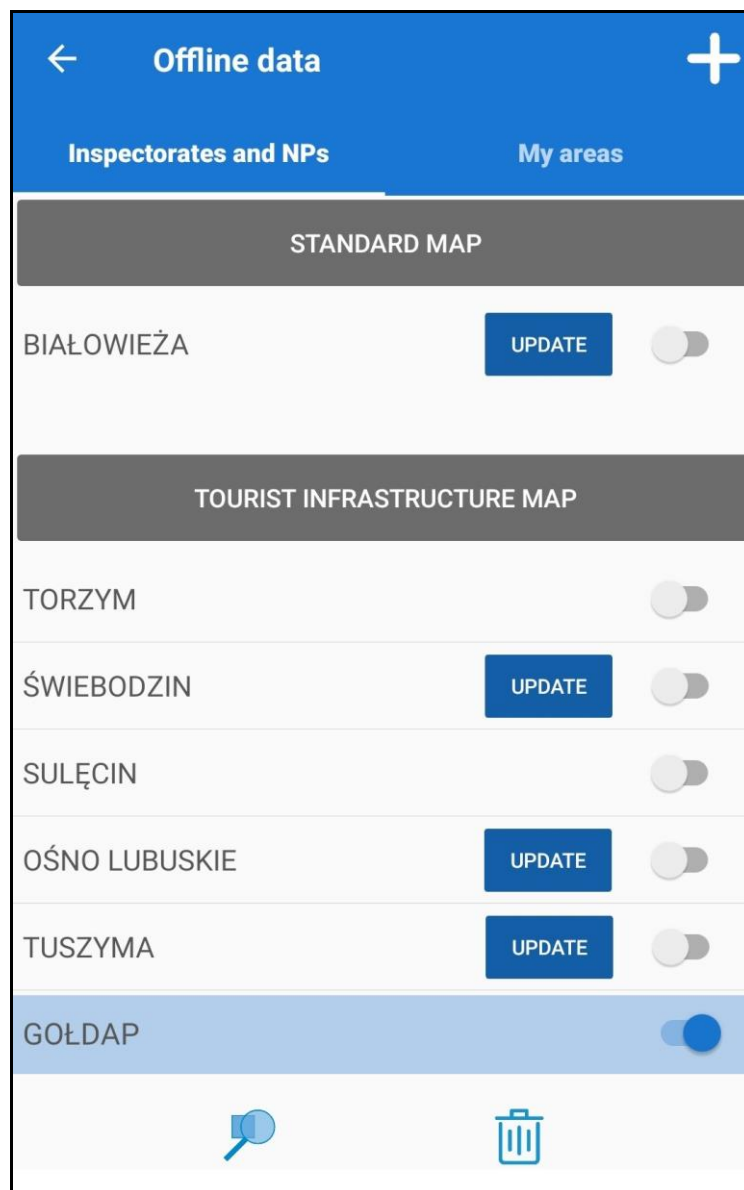 Offline data
Inspectorates and NPs My areas
STANDARD MAP
BIAŁOWIEŻA UPDATE
TOURIST INFRASTRUCTURE MAP
TORZYM
ŚWIEBODZIN UPDATE
SULĘCIN
OŚNO LUBUSKIE UPDATE
TUSZYMA UPDATE
GOŁDAP